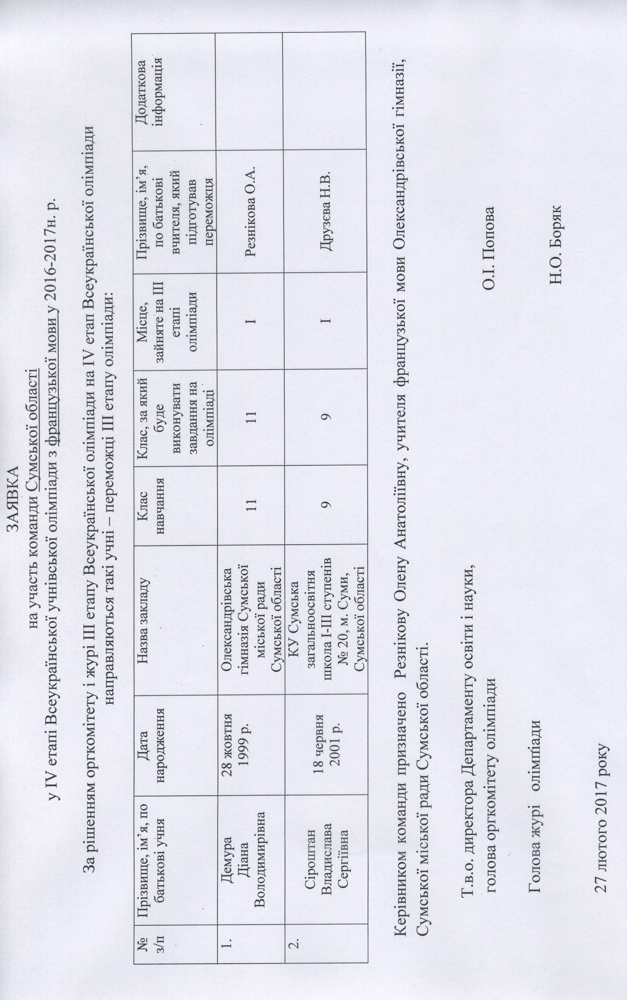 ЗАЯВКА
на участь команди Сумської області
у IV етапі Всеукраїнської учнівської олімпіади з французької мови у 2016-2017н. р.
За рішенням оргкомітету і журі III етапу Всеукраїнської олімпіади на IV етап Всеукраїнської олімпіади
направляються такі учні – переможці III етапу олімпіади:
№
з/п
Прізвище, ім’я, по
батькові учня
Дата
народження
Назва закладу
Клас
навчання
Клас, за який
буде
виконувати
завдання на
олімпіаді
Місце,
зайняте на III
етапі
олімпіади
Прізвище, ім’я,
по батькові
вчителя, який
підготував
переможця
Додаткова
інформація
1.
Демура
Діана
Володимирівна
28 жовтня
1999 р.
Олександрівська
гімназія Сумської
міської ради
Сумської області
11
11
I
Резнікова О.А.
2.
Сіроштан
Владислава
Сергіївна
18 червня
2001 р.
КУ Сумська
загальноосвітня
школа I-III ступенів
№ 20, м. Суми,
Сумської області
9
9
I
Друзєва Н.В.
Керівником команди призначено Резнікову Олену Анатоліївну, учителя французької мови Олександрівської гімназії,
Сумської міської ради Сумської області.
Т.в.о. директора Департаменту освіти і науки,
голова оргкомітету олімпіади О.І. Попова
Голова журі олімпіади Н.О. Боряк
27 лютого 2017 року